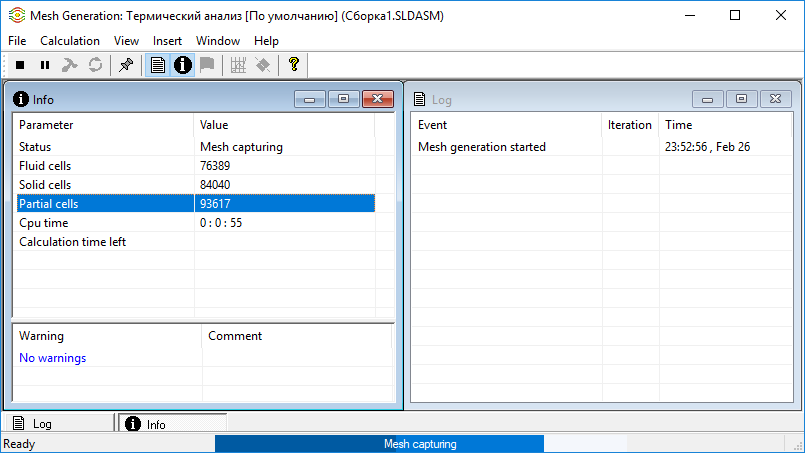 Mesh Generation: Термический анализ [По умолчанию] (Сборка1.SLDASM)
File Calculation View Insert Window Help
Info
Parameter Value
Status Mesh capturing
Fluid cells 76389
Solid cells 84040
Partial cells 93617
Cpu time 0 : 0 : 55
Calculation time left
Warning Comment
No warnings
Log
Event Iteration Time
Mesh generation started 23:52:56 , Feb 26
Log Info
Ready Mesh capturing